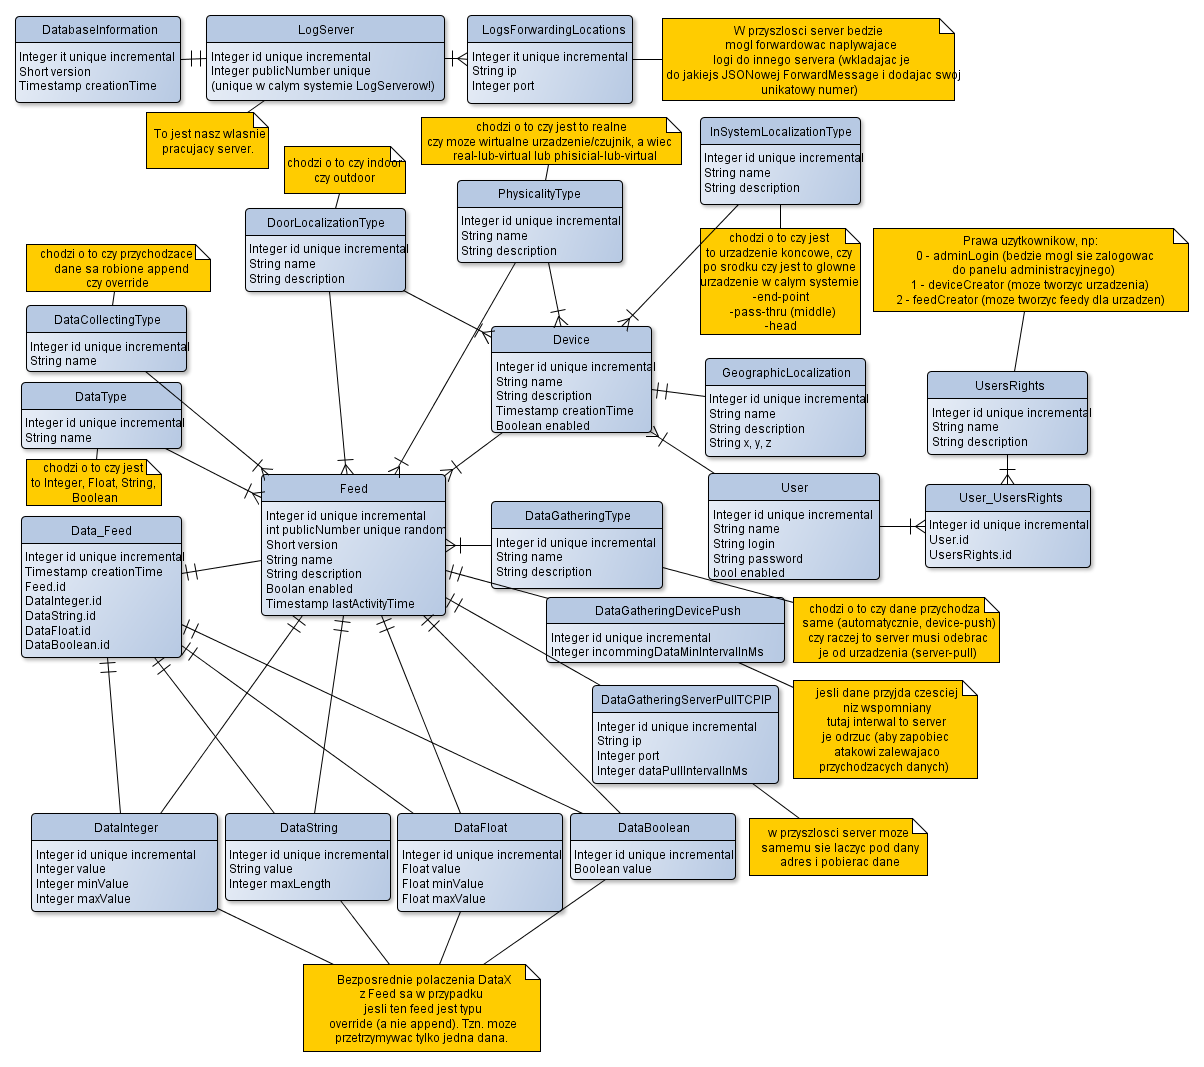 DatabaseInformation
Integer it unique incremental
Short version
Timestamp creationTime
LogServer
Integer id unique incremental
Integer publicNumber unique
(unique w calym systemie LogServerow!)
LogsForwardingLocations
Integer it unique incremental
String ip
Integer port
W przyszlosci server bedzie
mogl forwardowac naplywajace
logi do innego servera (wkladajac je
do jakiejs JSONowej ForwardMessage i dodajac swoj
unikatowy numer)
To jest nasz wlasnie
pracujacy server.
chodzi o to czy indoor
czy outdoor
chodzi o to czy jest to realne
czy moze wirtualne urzadzenie/czujnik, a wiec
real-lub-virtual lub phisicial-lub-virtual
InSystemLocalizationType
Integer id unique incremental
String name
String description
DoorLocalizationType
Integer id unique incremental
String name
String description
PhysicalityType
Integer id unique incremental
String name
String description
chodzi o to czy jest
to urzadzenie koncowe, czy
po srodku czy jest to glowne
urzadzenie w calym systemie
-end-point
-pass-thru (middle)
-head
Prawa uzytkownikow, np:
0 - adminLogin (bedzie mogl sie zalogowac
do panelu administracyjnego)
1 - deviceCreator (moze tworzyc urzadzenia)
2 - feedCreator (moze tworzyc feedy dla urzadzen)
chodzi o to czy przychodzace
dane sa robione append
czy override
DataCollectingType
Integer id unique incremental
String name
Device
Integer id unique incremental
String name
String description
Timestamp creationTime
Boolean enabled
GeographicLocalization
Integer id unique incremental
String name
String description
String x, y, z
UsersRights
Integer id unique incremental
String name
String description
DataType
Integer id unique incremental
String name
chodzi o to czy jest
to Integer, Float, String,
Boolean
Feed
Integer id unique incremental
int publicNumber unique random
Short version
String name
String description
Boolan enabled
Timestamp lastActivityTime
DataGatheringType
Integer id unique incremental
String name
String description
User
Integer id unique incremental
String name
String login
String password
bool enabled
User_UsersRights
Integer id unique incremental
User.id
UsersRights.id
Data_Feed
Integer id unique incremental
Timestamp creationTime
Feed.id
DataInteger.id
DataString.id
DataFloat.id
DataBoolean.id
DataGatheringDevicePush
Integer id unique incremental
Integer incommingDataMinIntervalInMs
chodzi o to czy dane przychodza
same (automatycznie, device-push)
czy raczej to server musi odebrac
je od urzadzenia (server-pull)
DataGatheringServerPullTCPIP
Integer id unique incremental
String ip
Integer port
Integer dataPullIntervalInMs
jesli dane przyjda czesciej
niz wspomniany
tutaj interwal to server
je odrzuc (aby zapobiec
atakowi zalewajaco
przychodzacych danych)
DataInteger
Integer id unique incremental
Integer value
Integer minValue
Integer maxValue
DataString
Integer id unique incremental
String value
Integer maxLength
DataFloat
Integer id unique incremental
Float value
Float minValue
Float maxValue
DataBoolean
Integer id unique incremental
Boolean value
w przyszlosci server moze
samemu sie laczyc pod dany
adres i pobierac dane
Bezposrednie polaczenia DataX
z Feed sa w przypadku
jesli ten feed jest typu
override (a nie append). Tzn. moze
przetrzymywac tylko jedna dana.